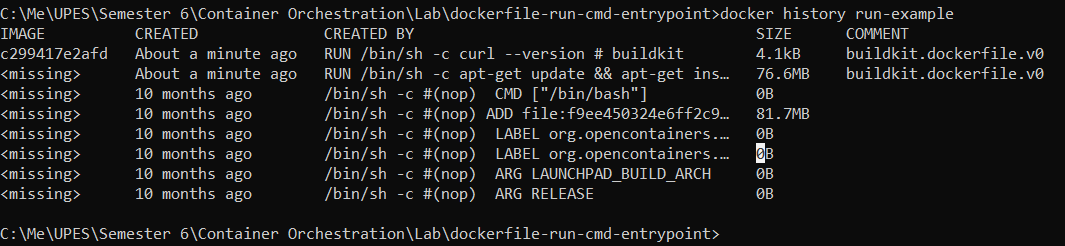 C:\Me\UPES\Semester 6\Container Orchestration\Lab\dockerfile-run-cmd-entrypoint>docker history run-example
IMAGE          CREATED              CREATED BY                                      SIZE      COMMENT
c299417e2afd   About a minute ago   RUN /bin/sh -c curl --version # buildkit        4.1kB     buildkit.dockerfile.v0
<missing>      About a minute ago   RUN /bin/sh -c apt-get update && apt-get ins…   76.6MB    buildkit.dockerfile.v0
<missing>      10 months ago        /bin/sh -c #(nop)  CMD ["/bin/bash"]            0B
<missing>      10 months ago        /bin/sh -c #(nop) ADD file:f9ee450324e6ff2c9…   81.7MB
<missing>      10 months ago        /bin/sh -c #(nop)  LABEL org.opencontainers.…   0B
<missing>      10 months ago        /bin/sh -c #(nop)  LABEL org.opencontainers.…   0B
<missing>      10 months ago        /bin/sh -c #(nop)  ARG LAUNCHPAD_BUILD_ARCH     0B
<missing>      10 months ago        /bin/sh -c #(nop)  ARG RELEASE                  0B
C:\Me\UPES\Semester 6\Container Orchestration\Lab\dockerfile-run-cmd-entrypoint>